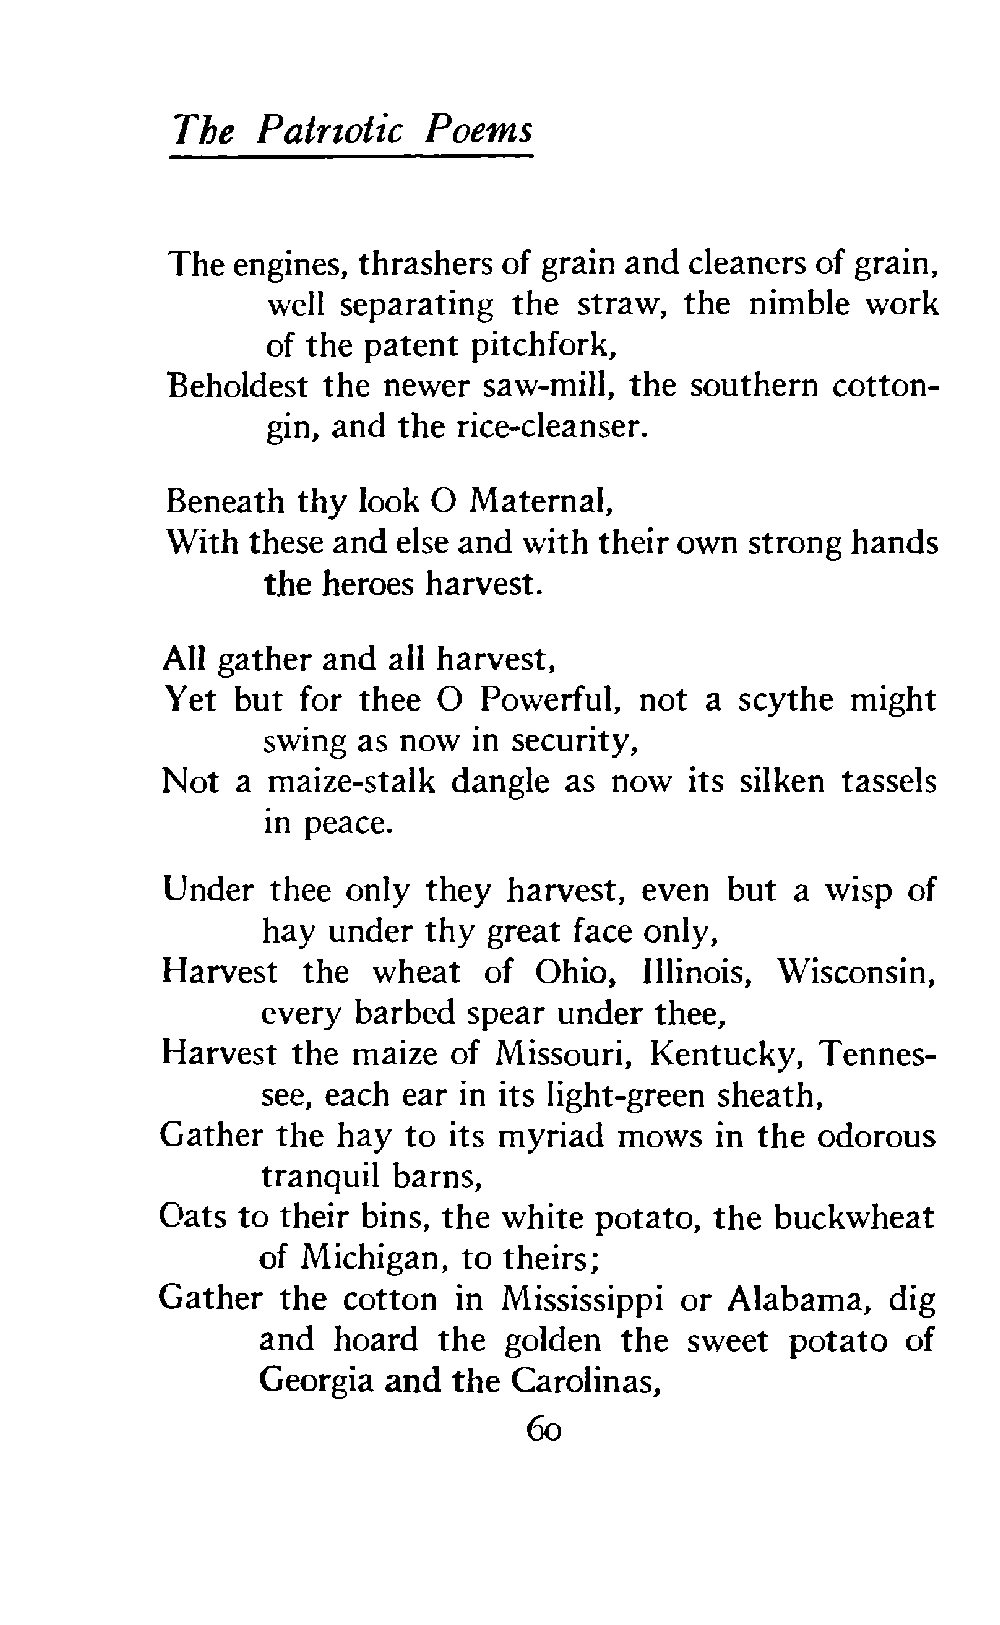 The Patriotic Poems
The engines, thrashers of grain and cleaners of grain,
well separating the straw, the nimble work
of the patent pitchfork,
Beholdest the newer saw-mill, the southern cotton-
gin, and the rice-cleanser.
Beneath thy look O Maternal,
With these and else and with their own strong hands
the heroes harvest.
All gather and all harvest,
Yet but for thee O Powerful, not a scythe might
swing as now in security,
Not a maize-stalk dangle as now its silken tassels
in peace.
Under thee only they harvest, even but a wisp of
hay under thy great face only,
Harvest the wheat of Ohio, Illinois, Wisconsin,
every barbed spear under thee,
Harvest the maize of Missouri, Kentucky, Tennes-
see, each ear in its light-green sheath,
Gather the hay to its myriad mows in the odorous
tranquil barns,
Oats to their bins, the white potato, the buckwheat
of Michigan, to theirs;
Gather the cotton in Mississippi or Alabama, dig
and hoard the golden the sweet potato of
Georgia and the Carolinas,
60